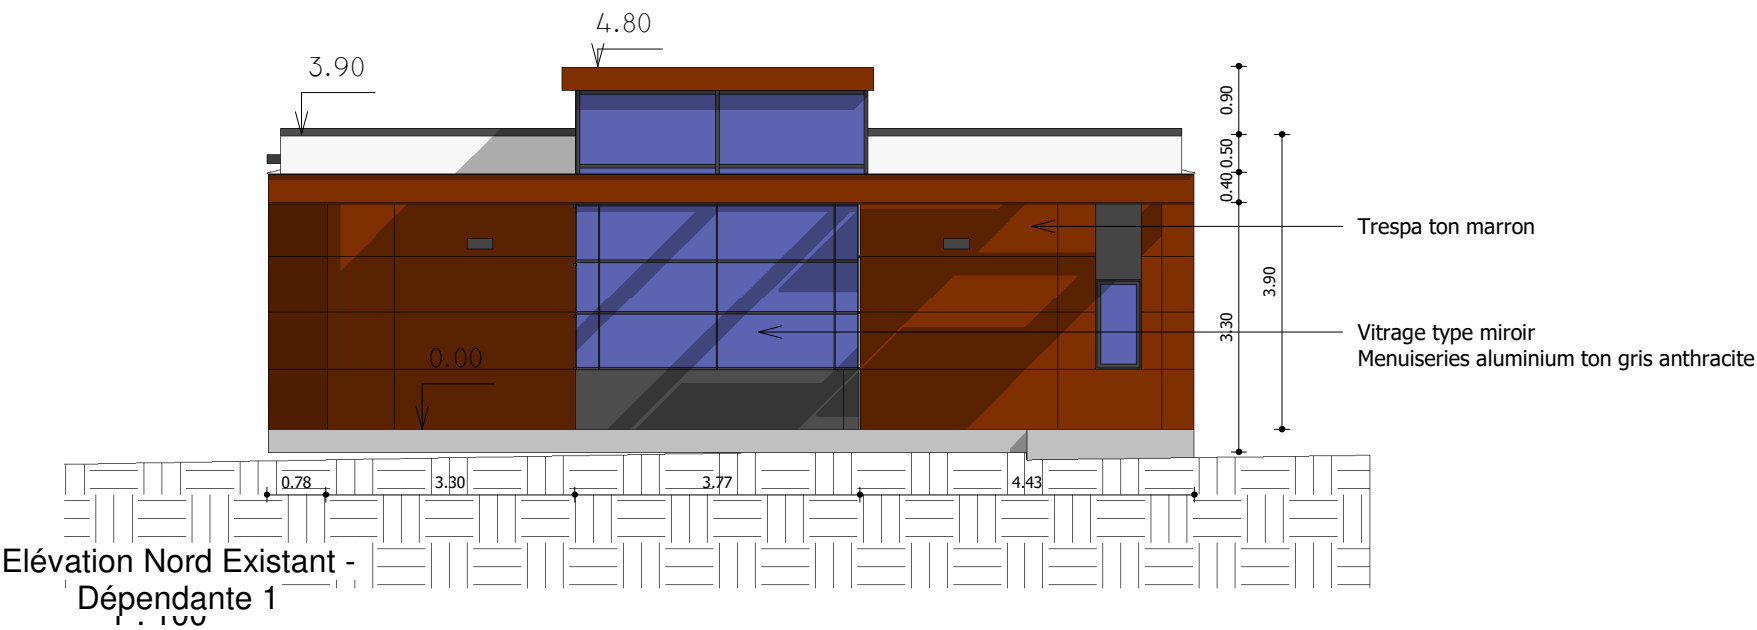 4.80
3.90
0.90
0.50
0.40
Trespa ton marron
3.90
3.30
Vitrage type miroir
Menuiseries aluminium ton gris anthracite
0.00
0.78
3.30
3.77
4.43
Elévation Nord Existant -
Dépendante 1
1 : 100